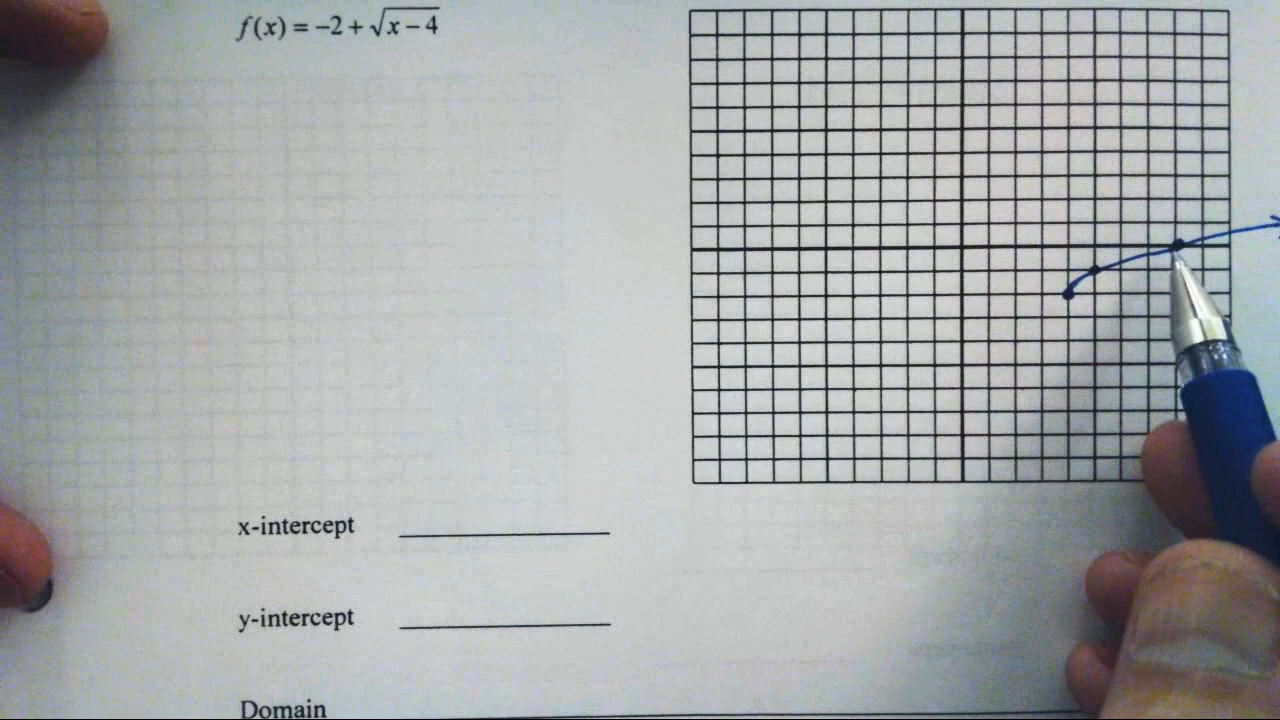 f(x) = −2 + √x − 4
x-intercept
y-intercept
Domain